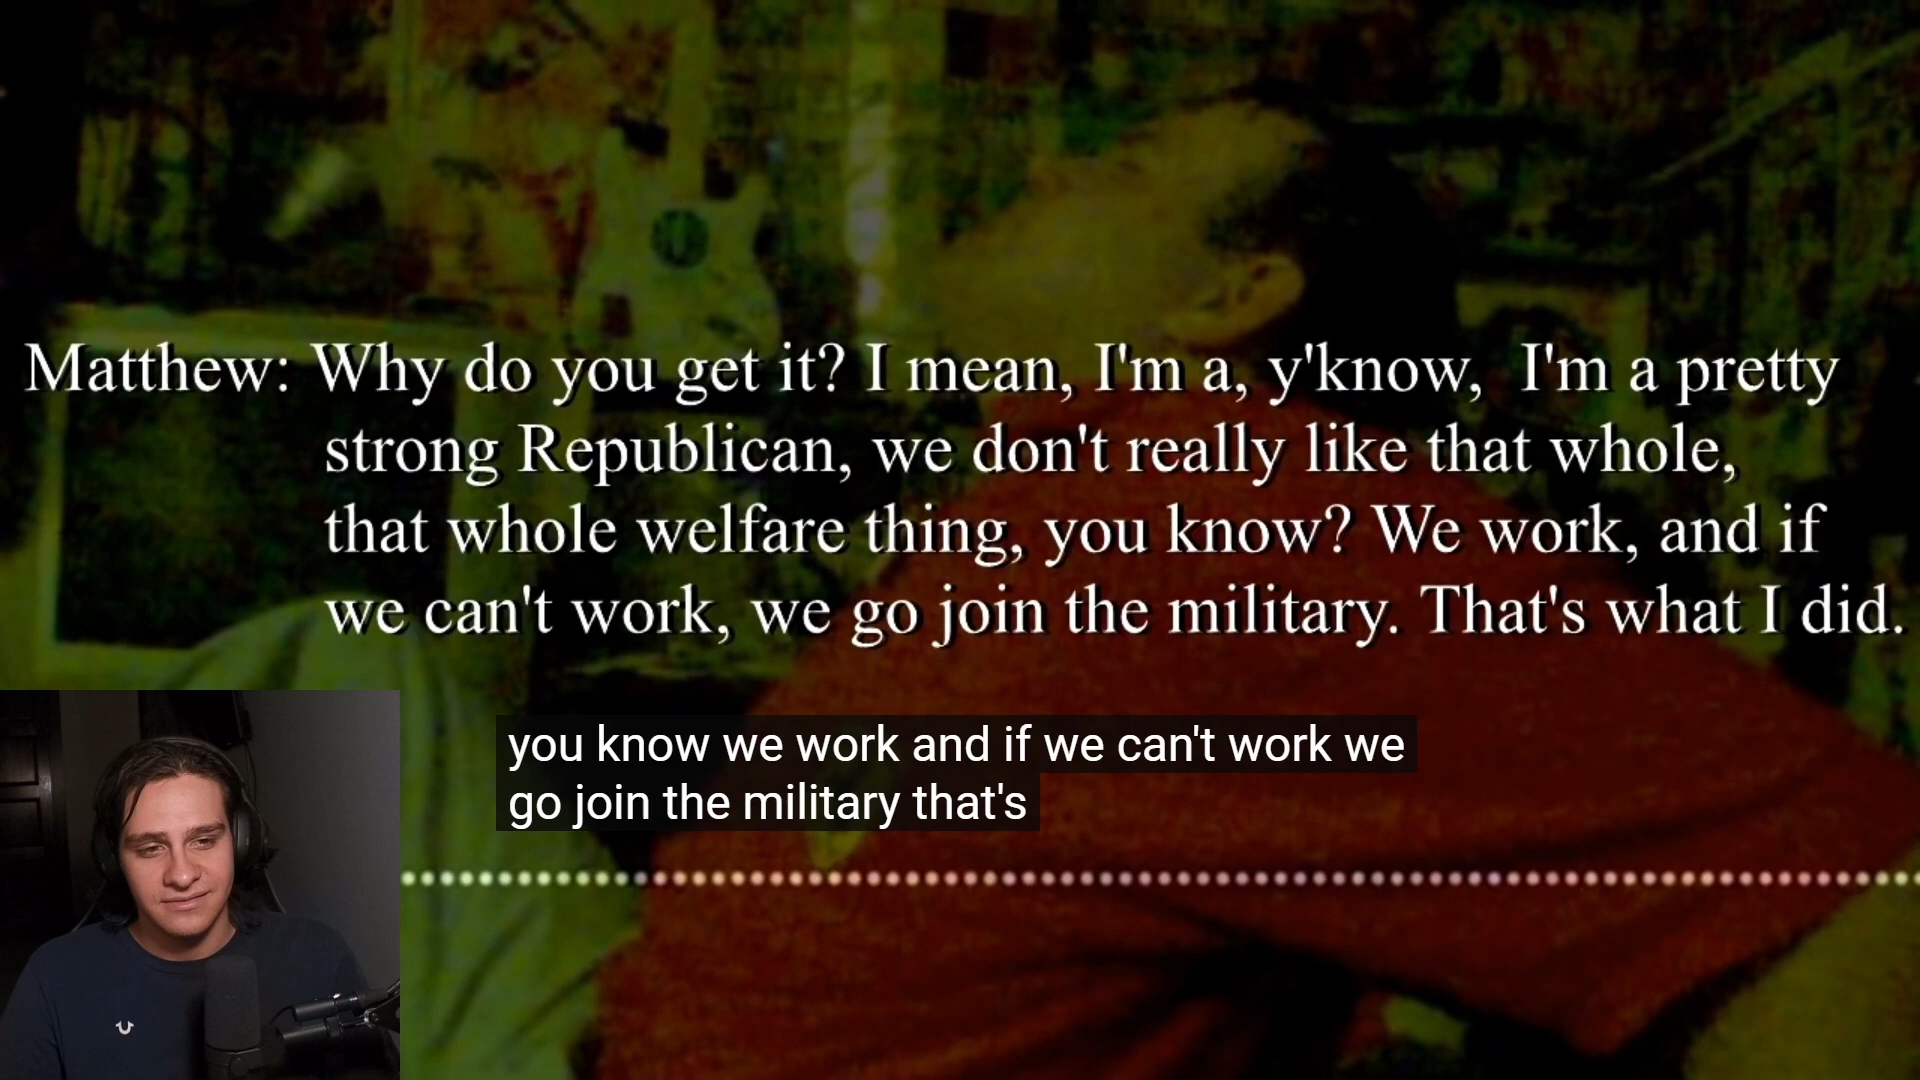 Matthew: Why do you get it? I mean, I'm a, y'know, I'm a pretty
strong Republican, we don't really like that whole,
that whole welfare thing, you know? We work, and if
we can't work, we go join the military. That's what I did.
you know we work and if we can't work we
go join the military that's